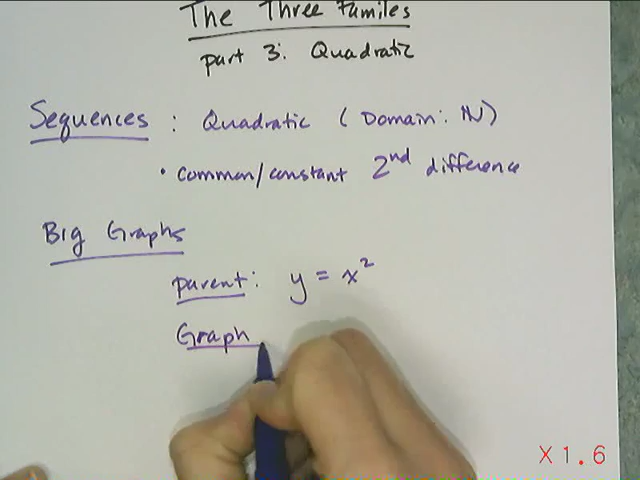 The Three Familes
part 3: Quadratic
Sequences : Quadratic (Domain: ℕ)
• common/constant 2nd difference
Big Graphs
parent: y = x²
Graph
X1.6